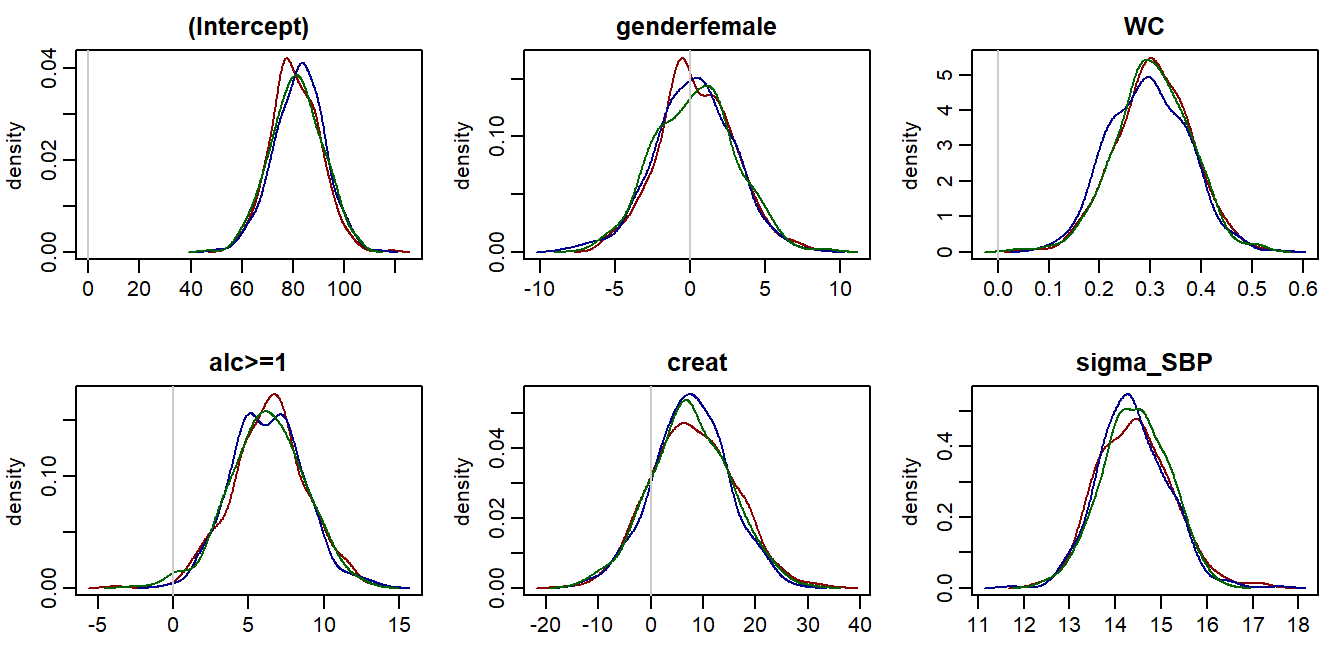 (Intercept)
density
0.00 0.02 0.04
0 20 40 60 80 100
genderfemale
density
0.00 0.10
-10 -5 0 5 10
WC
density
0 1 2 3 4 5
0.0 0.1 0.2 0.3 0.4 0.5 0.6
alc>=1
density
0.00 0.10
-5 0 5 10 15
creat
density
0.00 0.02 0.04
-20 -10 0 10 20 30 40
sigma_SBP
density
0.0 0.2 0.4
11 12 13 14 15 16 17 18